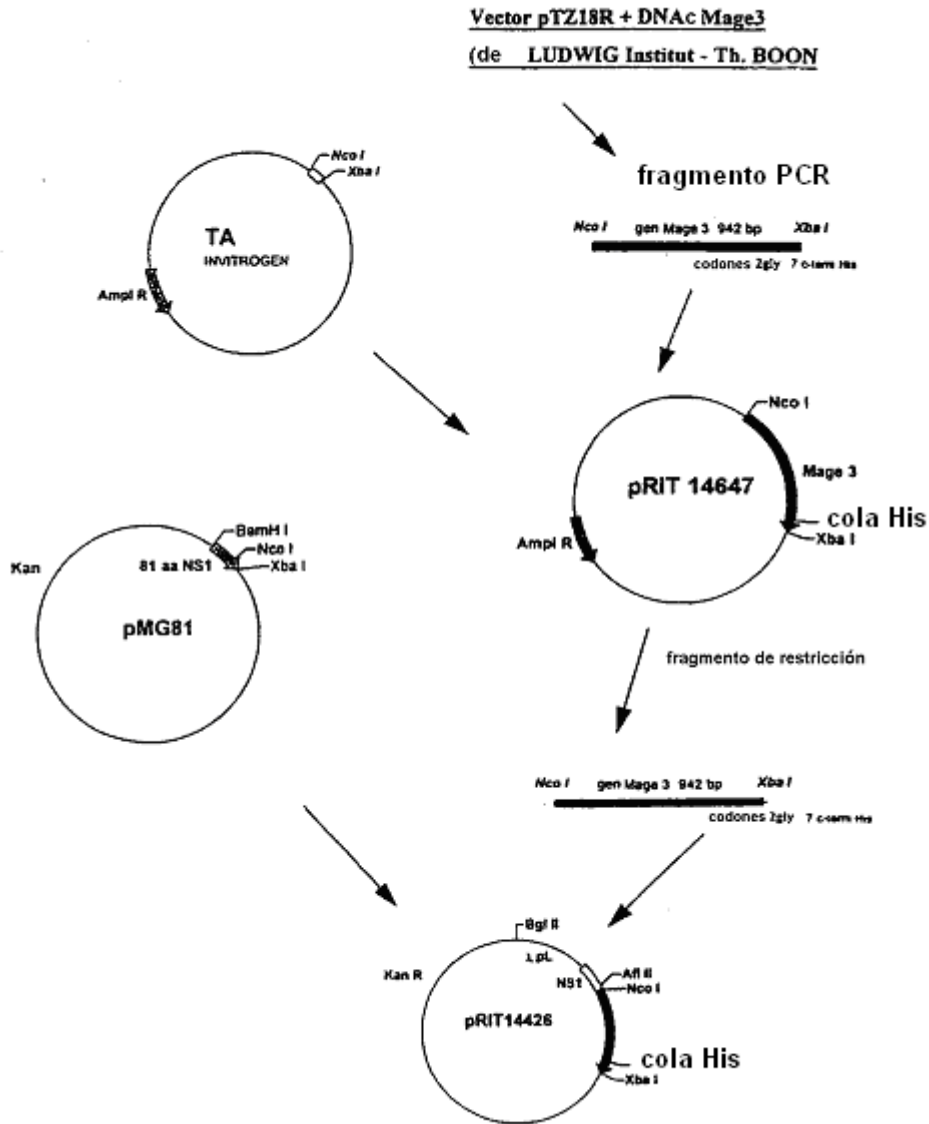 Vector pTZ18R + DNAc Mage3
(de LUDWIG Institut - Th. BOON
Nco I
Xba I
TA
INVITROGEN
Ampl R
fragmento PCR
Nco I gen Mage 3 942 bp Xba I
codones 2gly 7 c-term His
Nco I
Mage 3
pRIT 14647
cola His
Xba I
Ampl R
BamH I
Nco I
Xba I
Kan
81 aa NS1
pMG81
fragmento de restricción
Nco I gen Mage 3 942 bp Xba I
codones 2gly 7 c-term His
Bgl II
λ pL
Kan R
NS1
Afl II
Nco I
pRIT14426
cola His
Xba I